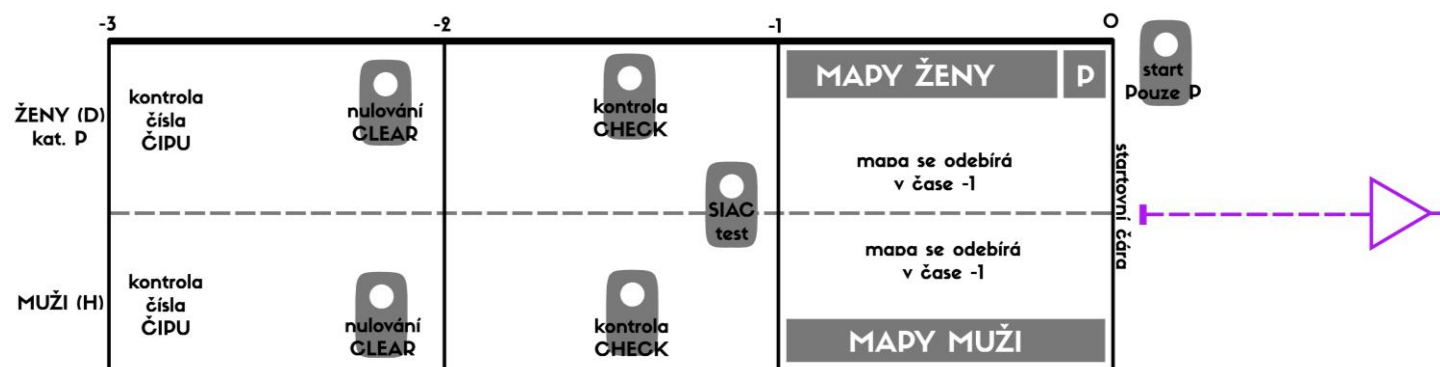 -3
-2
-1
0
ŽENY (D)
kat. P
kontrola
čísla
ČIPU
nulování
CLEAR
kontrola
CHECK
MAPY ŽENY
P
start
Pouze P
mapa se odebírá
v čase -1
SIAC
test
startovní čára
MUŽI (H)
kontrola
čísla
ČIPU
nulování
CLEAR
kontrola
CHECK
mapa se odebírá
v čase -1
MAPY MUŽI